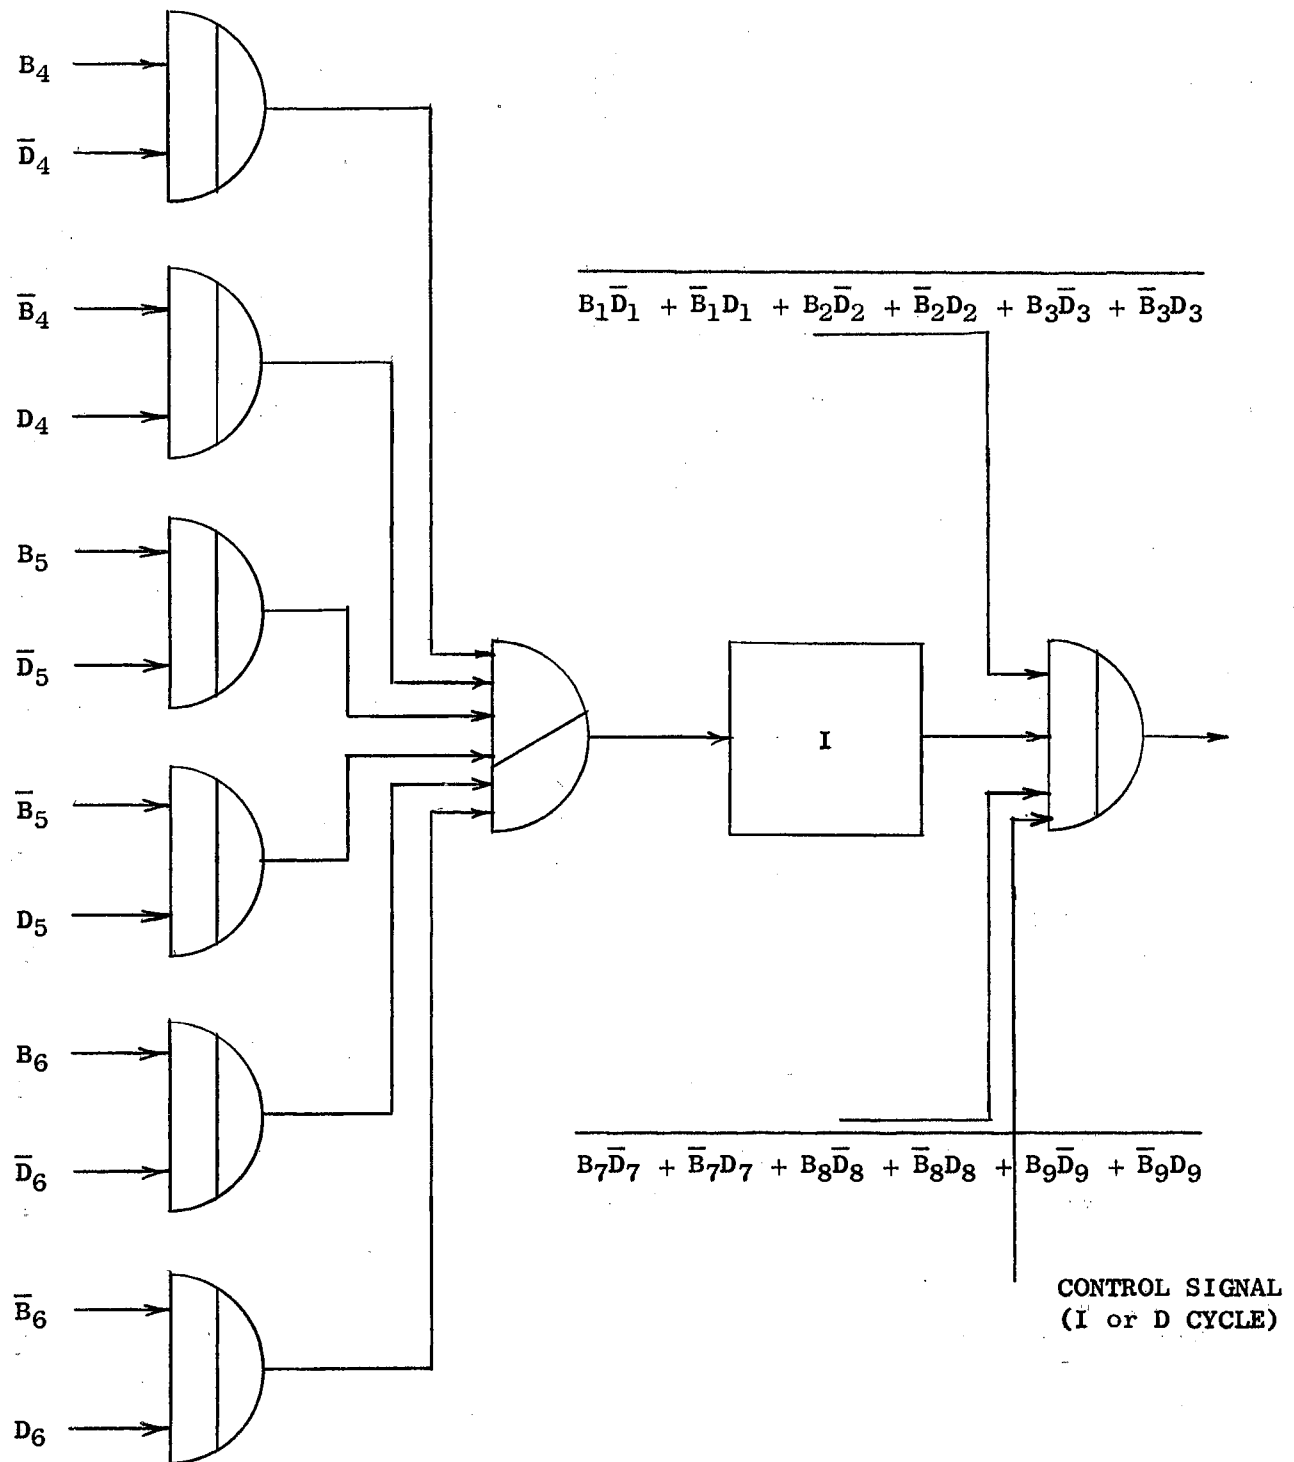 B₄
D̅₄
B̅₄
D₄
B₅
D̅₅
B̅₅
D₅
B₆
D̅₆
B̅₆
D₆
B₁D̅₁ + B̅₁D₁ + B₂D̅₂ + B̅₂D₂ + B₃D̅₃ + B̅₃D₃
I
B₇D̅₇ + B̅₇D₇ + B₈D̅₈ + B̅₈D₈ + B₉D̅₉ + B̅₉D₉
CONTROL SIGNAL
(I or D CYCLE)